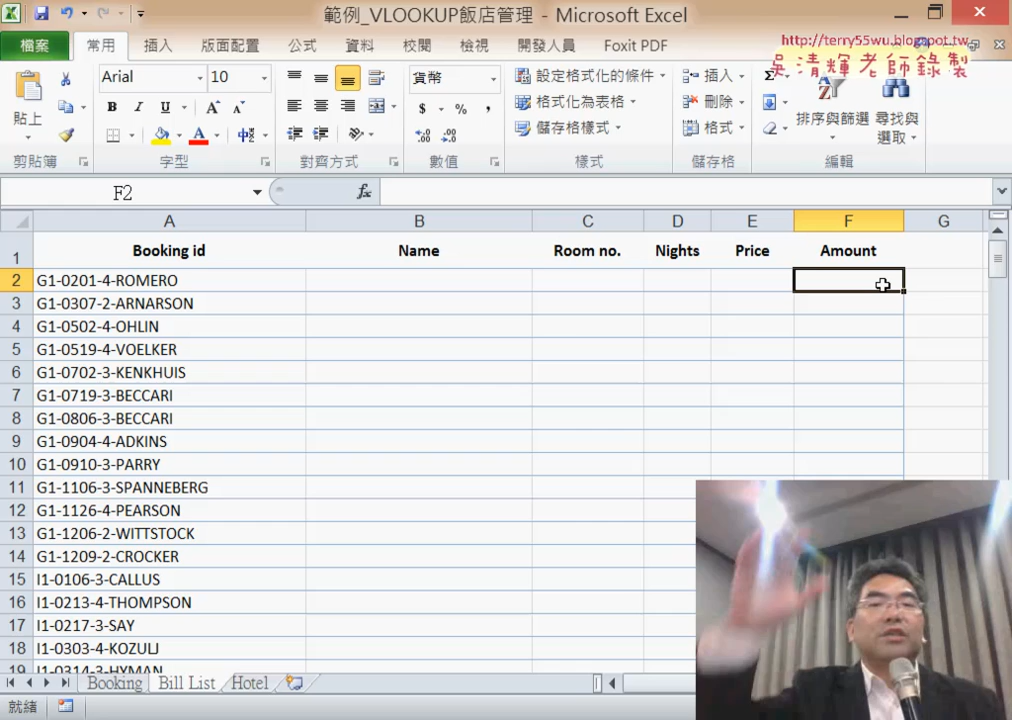 範例_VLOOKUP飯店管理 - Microsoft Excel
http://terry55wu.blogspot.tw
吳清輝老師錄製
檔案 常用 插入 版面配置 公式 資料 校閱 檢視 開發人員 Foxit PDF
貼上 Arial 10 貨幣 設定格式化的條件 插入
格式化為表格 刪除 排序與篩選 尋找與選取
儲存格樣式 格式
剪貼簿 字型 對齊方式 數值 樣式 儲存格 編輯
F2 fx
A B C D E F G
1 Booking id Name Room no. Nights Price Amount
2 G1-0201-4-ROMERO
3 G1-0307-2-ARNARSON
4 G1-0502-4-OHLIN
5 G1-0519-4-VOELKER
6 G1-0702-3-KENKHUIS
7 G1-0719-3-BECCARI
8 G1-0806-3-BECCARI
9 G1-0904-4-ADKINS
10 G1-0910-3-PARRY
11 G1-1106-3-SPANNEBERG
12 G1-1126-4-PEARSON
13 G1-1206-2-WITTSTOCK
14 G1-1209-2-CROCKER
15 I1-0106-3-CALLUS
16 I1-0213-4-THOMPSON
17 I1-0217-3-SAY
18 I1-0303-4-KOZULJ
19 I1-0314-3-HYMAN
Booking Bill List Hotel
就緒